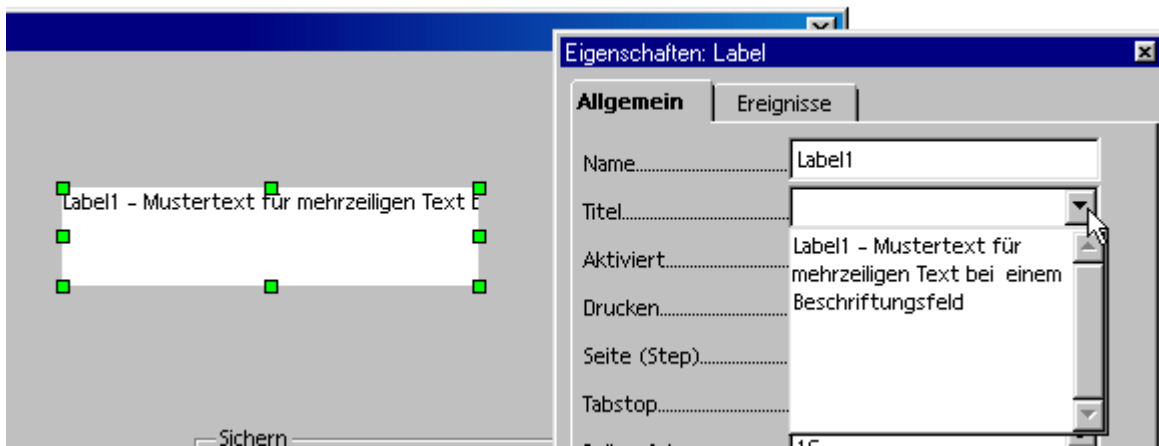 Eigenschaften: Label
Allgemein
Ereignisse
Name
Label1
Label1 - Mustertext für mehrzeiligen Text
Titel
Aktiviert
Label1 - Mustertext für
mehrzeiligen Text bei einem
Beschriftungsfeld
Drucken
Seite (Step)
Tabstop
Sichern